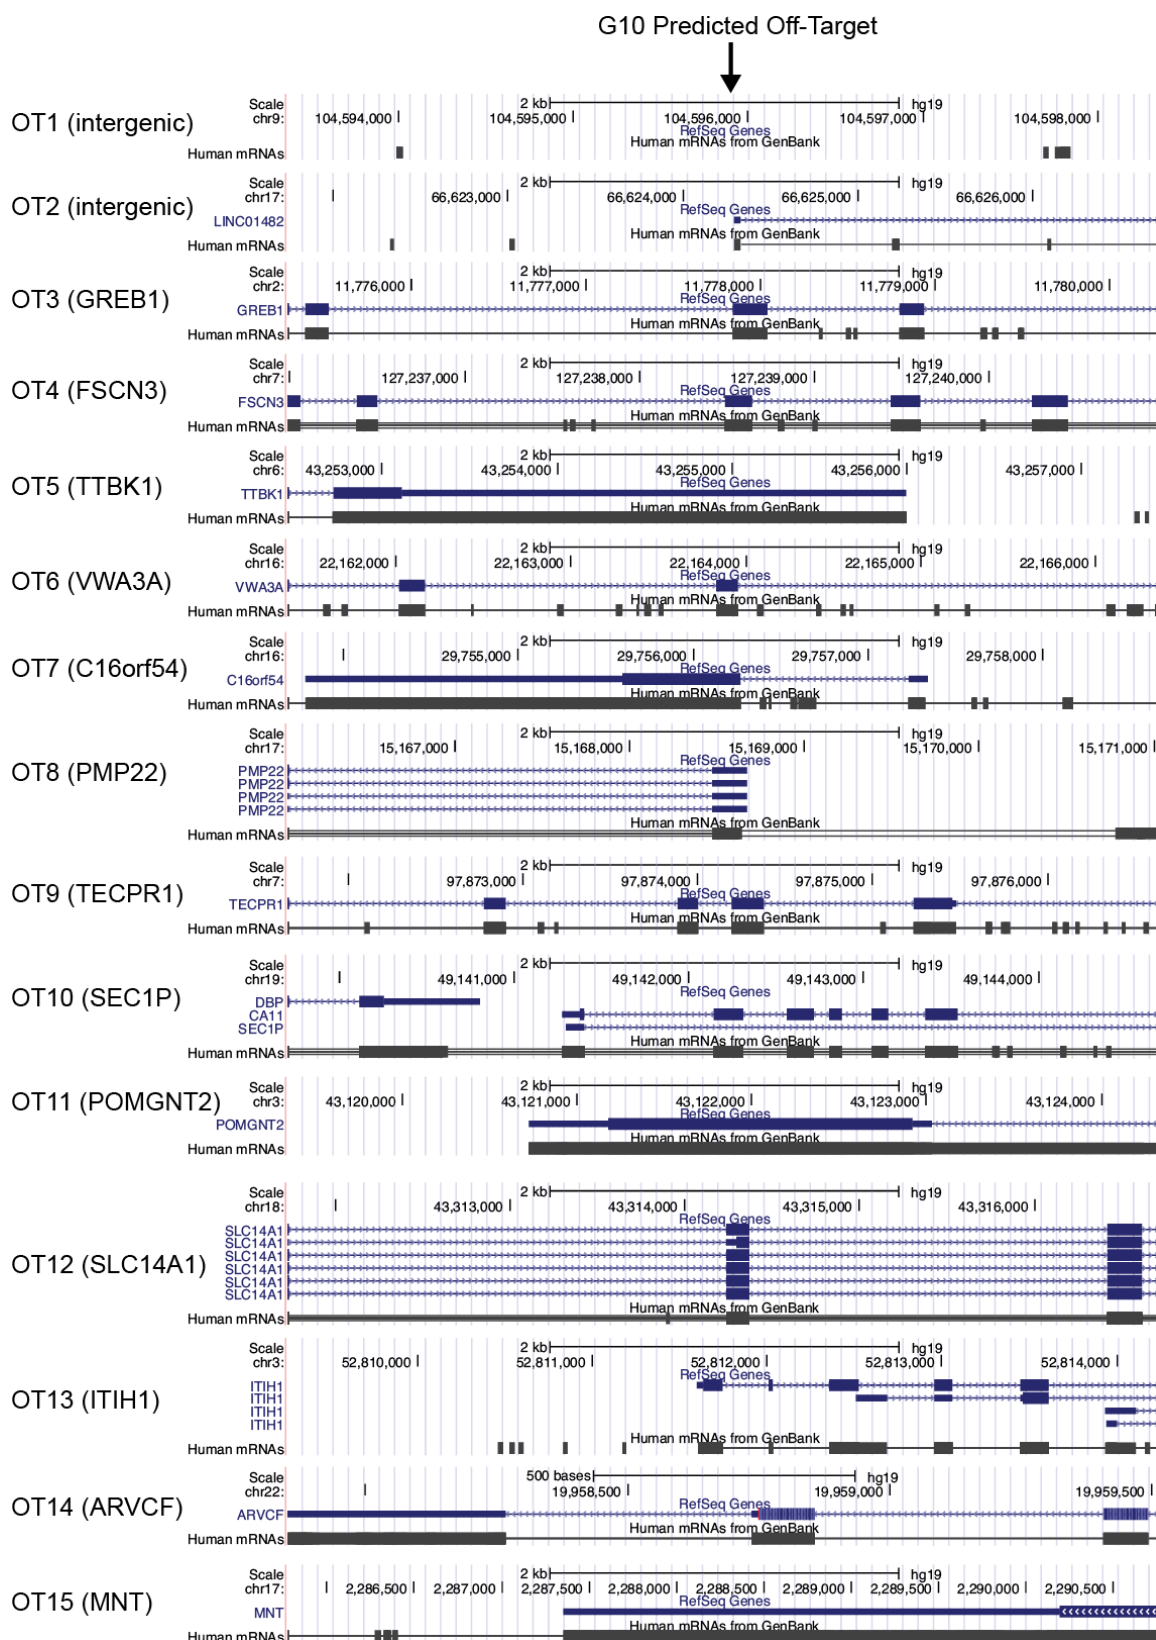 G10 Predicted Off-Target
OT1 (intergenic)
Scale 2 kb hg19
chr9: 104,594,000 104,595,000 104,596,000 104,597,000 104,598,000
RefSeq Genes
Human mRNAs from GenBank
Human mRNAs
OT2 (intergenic)
Scale 2 kb hg19
chr17: 66,623,000 66,624,000 66,625,000 66,626,000
RefSeq Genes
LINC01482
Human mRNAs from GenBank
Human mRNAs
OT3 (GREB1)
Scale 2 kb hg19
chr2: 11,776,000 11,777,000 11,778,000 11,779,000 11,780,000
RefSeq Genes
GREB1
Human mRNAs from GenBank
Human mRNAs
OT4 (FSCN3)
Scale 2 kb hg19
chr7: 127,237,000 127,238,000 127,239,000 127,240,000
RefSeq Genes
FSCN3
Human mRNAs from GenBank
Human mRNAs
OT5 (TTBK1)
Scale 2 kb hg19
chr6: 43,253,000 43,254,000 43,255,000 43,256,000 43,257,000
RefSeq Genes
TTBK1
Human mRNAs from GenBank
Human mRNAs
OT6 (VWA3A)
Scale 2 kb hg19
chr16: 22,162,000 22,163,000 22,164,000 22,165,000 22,166,000
RefSeq Genes
VWA3A
Human mRNAs from GenBank
Human mRNAs
OT7 (C16orf54)
Scale 2 kb hg19
chr16: 29,755,000 29,756,000 29,757,000 29,758,000
RefSeq Genes
C16orf54
Human mRNAs from GenBank
Human mRNAs
OT8 (PMP22)
Scale 2 kb hg19
chr17: 15,167,000 15,168,000 15,169,000 15,170,000 15,171,000
RefSeq Genes
PMP22
PMP22
PMP22
PMP22
Human mRNAs from GenBank
Human mRNAs
OT9 (TECPR1)
Scale 2 kb hg19
chr7: 97,873,000 97,874,000 97,875,000 97,876,000
RefSeq Genes
TECPR1
Human mRNAs from GenBank
Human mRNAs
OT10 (SEC1P)
Scale 2 kb hg19
chr19: 49,141,000 49,142,000 49,143,000 49,144,000
RefSeq Genes
DBP
CA11
SEC1P
Human mRNAs from GenBank
Human mRNAs
OT11 (POMGNT2)
Scale 2 kb hg19
chr3: 43,120,000 43,121,000 43,122,000 43,123,000 43,124,000
RefSeq Genes
POMGNT2
Human mRNAs from GenBank
Human mRNAs
OT12 (SLC14A1)
Scale 2 kb hg19
chr18: 43,313,000 43,314,000 43,315,000 43,316,000
RefSeq Genes
SLC14A1
SLC14A1
SLC14A1
SLC14A1
SLC14A1
SLC14A1
Human mRNAs from GenBank
Human mRNAs
OT13 (ITIH1)
Scale 2 kb hg19
chr3: 52,810,000 52,811,000 52,812,000 52,813,000 52,814,000
RefSeq Genes
ITIH1
ITIH1
ITIH1
ITIH1
Human mRNAs from GenBank
Human mRNAs
OT14 (ARVCF)
Scale 500 bases hg19
chr22: 19,958,500 19,959,000 19,959,500
RefSeq Genes
ARVCF
Human mRNAs from GenBank
Human mRNAs
OT15 (MNT)
Scale 2 kb hg19
chr17: 2,286,500 2,287,000 2,287,500 2,288,000 2,288,500 2,289,000 2,289,500 2,290,000 2,290,500
RefSeq Genes
MNT
Human mRNAs from GenBank
Human mRNAs